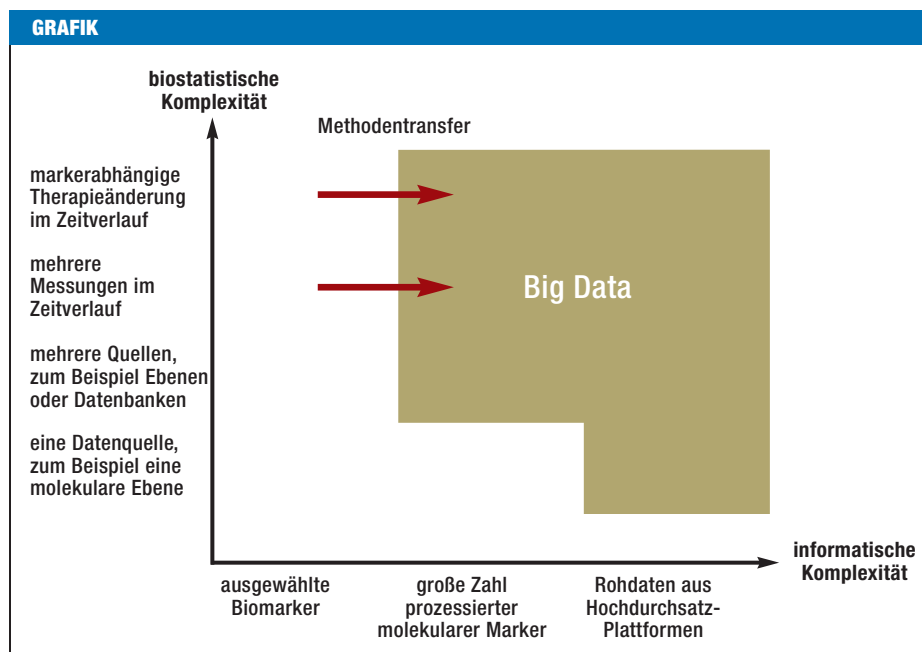 GRAFIK
biostatistische
Komplexität
Methodentransfer
markerabhängige
Therapieänderung
im Zeitverlauf
mehrere
Messungen im
Zeitverlauf
Big Data
mehrere Quellen,
zum Beispiel Ebenen
oder Datenbanken
eine Datenquelle,
zum Beispiel eine
molekulare Ebene
informatische
Komplexität
ausgewählte
Biomarker
große Zahl
prozessierter
molekularer Marker
Rohdaten aus
Hochdurchsatz-
Plattformen